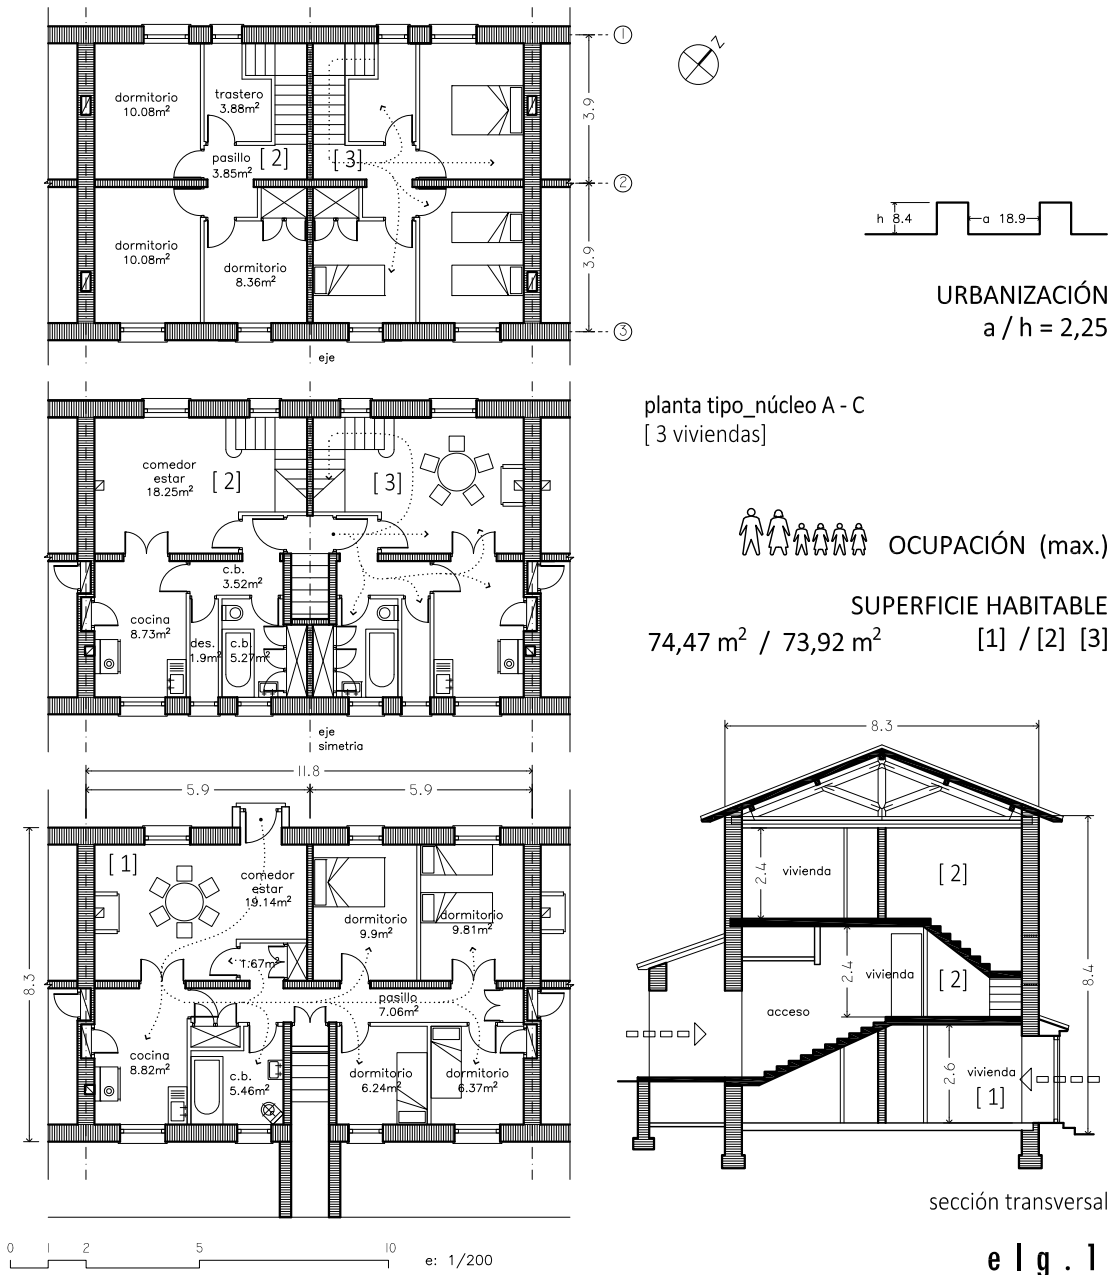 1
N
3.9
dormitorio
10.08m²
trastero
3.88m²
pasillo
3.85m²
[ 2]
[ 3]
2
dormitorio
10.08m²
dormitorio
8.36m²
3.9
3
eje
h 8.4
a 18.9
URBANIZACIÓN
a / h = 2,25
planta tipo_núcleo A - C
[ 3 viviendas]
comedor
estar
18.25m²
[ 2]
[ 3]
c.b.
3.52m²
cocina
8.73m²
des.
1.9m²
c.b.
5.27m²
eje
simetria
OCUPACIÓN (max.)
SUPERFICIE HABITABLE
74,47 m² / 73,92 m² [1] / [2] [3]
11.8
5.9
5.9
[ 1]
comedor
estar
19.14m²
dormitorio
9.9m²
dormitorio
9.81m²
1.67m²
pasillo
7.06m²
8.3
cocina
8.82m²
c.b.
5.46m²
dormitorio
6.24m²
dormitorio
6.37m²
8.3
2.4
vivienda
[ 2]
2.4
vivienda
[ 2]
acceso
8.4
2.6
vivienda
[ 1]
sección transversal
0 1 2 5 10
e: 1/200
e l g . 1